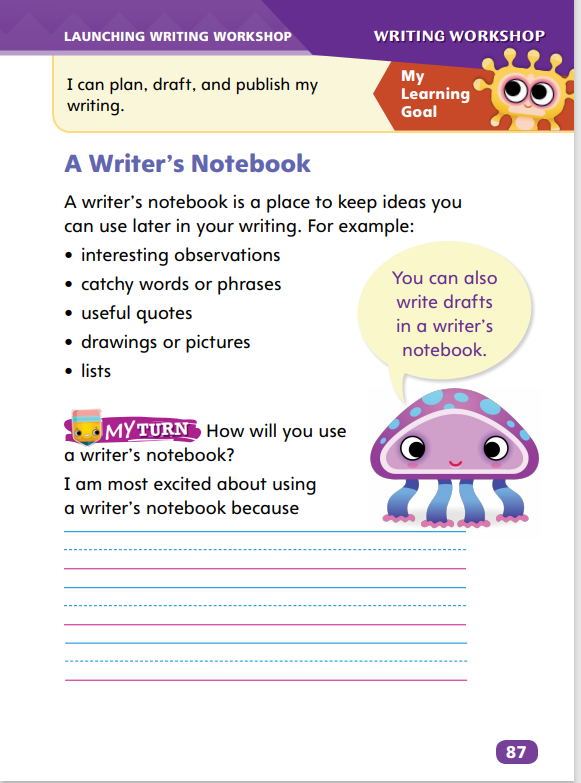 LAUNCHING WRITING WORKSHOP
WRITING WORKSHOP
I can plan, draft, and publish my
writing.
My
Learning
Goal
A Writer’s Notebook
A writer’s notebook is a place to keep ideas you
can use later in your writing. For example:
• interesting observations
• catchy words or phrases
• useful quotes
• drawings or pictures
• lists
You can also
write drafts
in a writer’s
notebook.
MY TURN How will you use
a writer’s notebook?
I am most excited about using
a writer’s notebook because
87